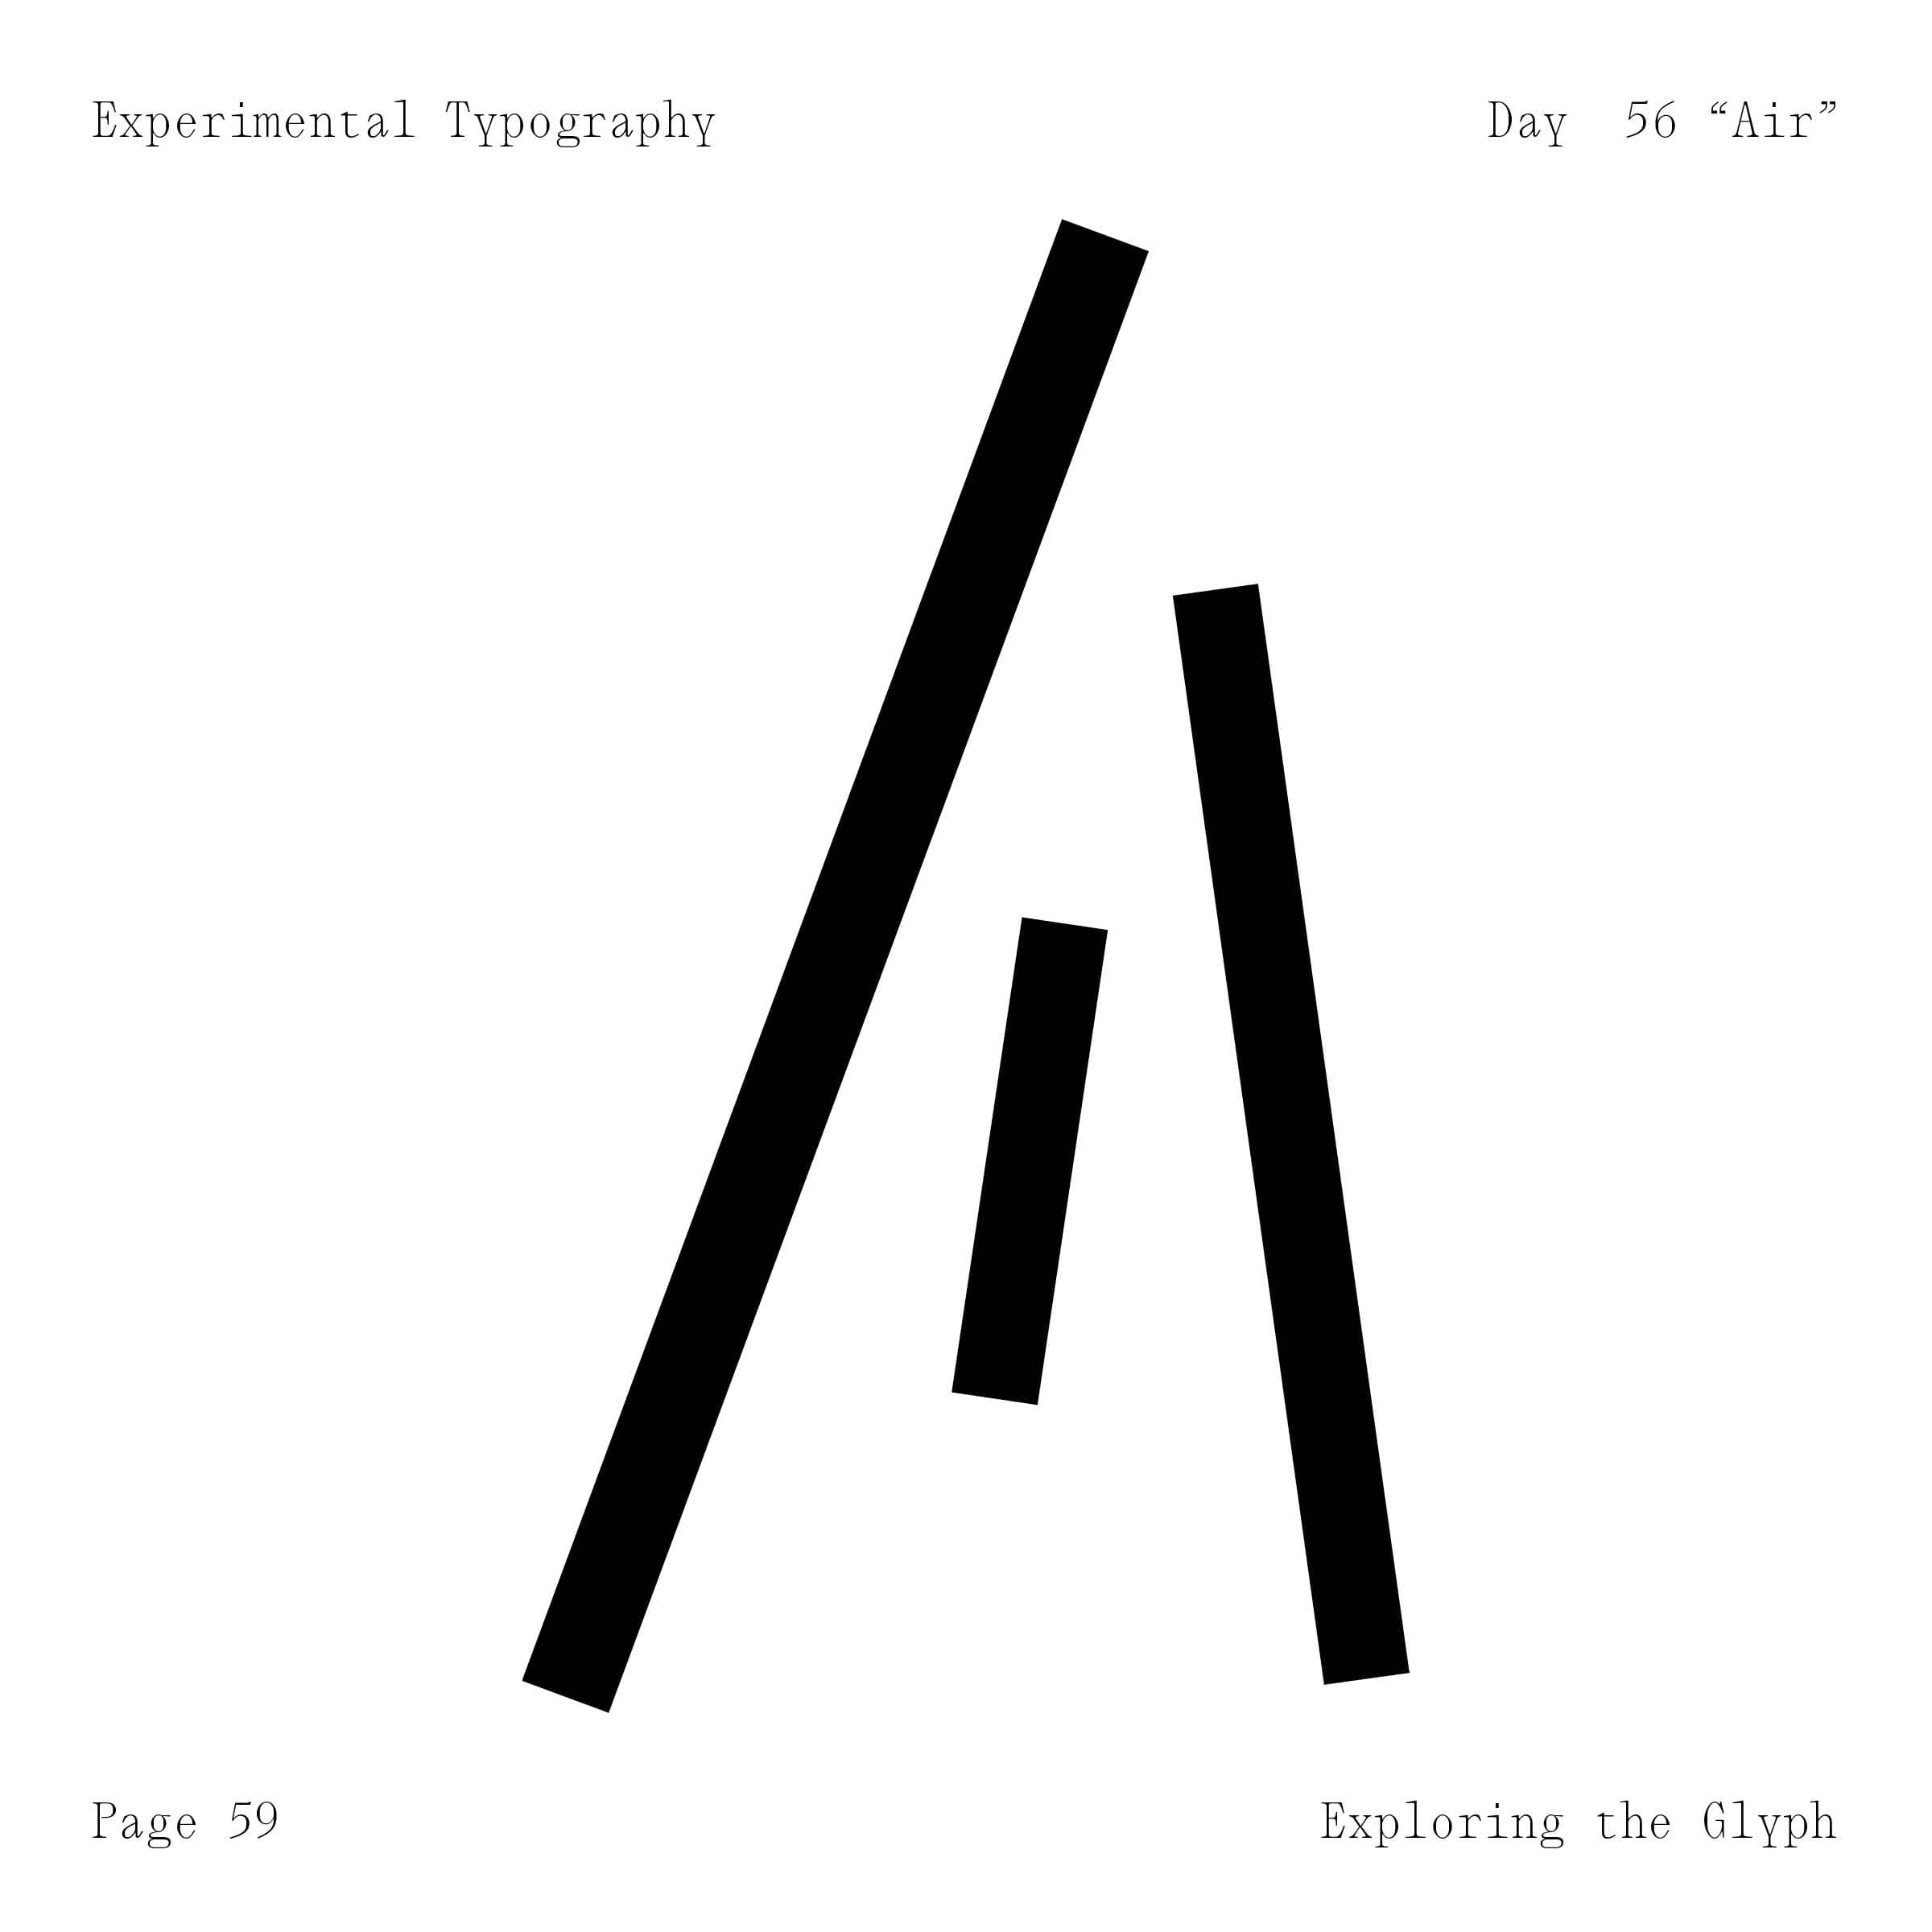 Experimental Typography
Day  56 “Air”
Page 59
Exploring the Glyph